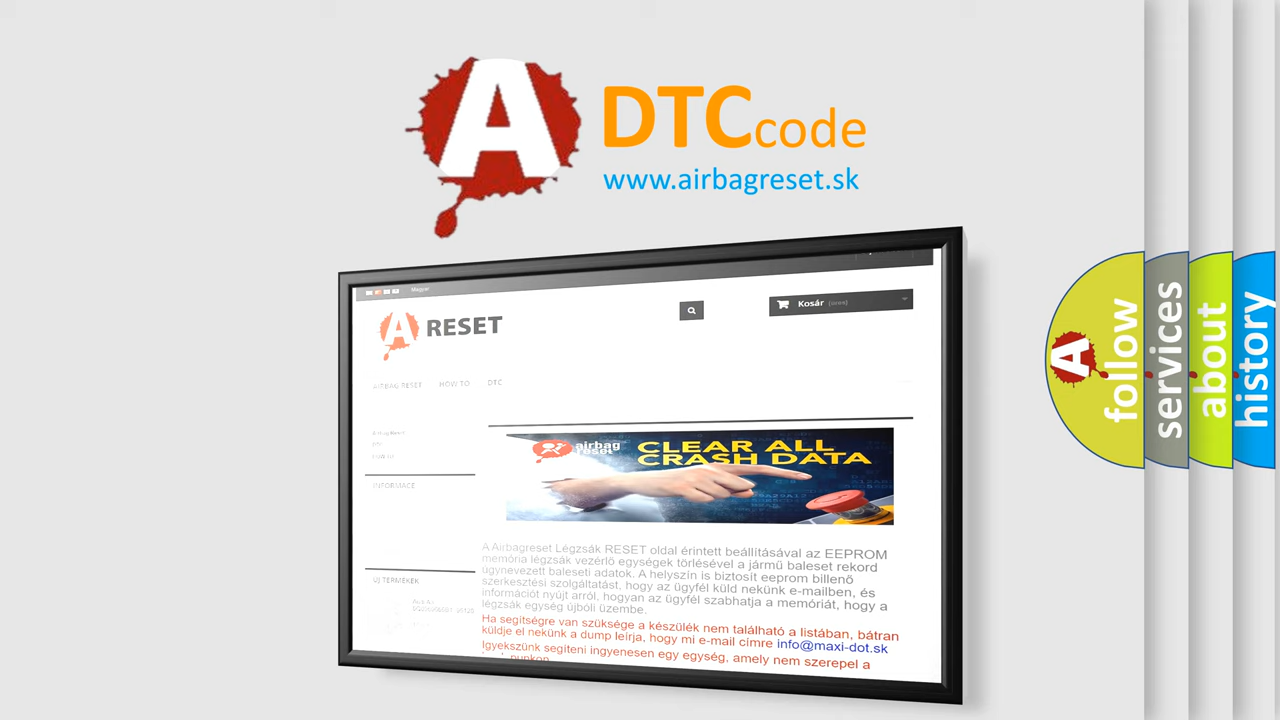 A DTC code
www.airbagreset.sk
Magyar
Kosár (üres)
A RESET
AIRBAG RESET HOW TO DTC
INFORMACE
airbag
reset
CLEAR ALL
CRASH DATA
A Airbagreset Légzsák RESET oldal érintett beállításával az EEPROM
memória légzsák vezérlő egységek törlésével a jármű baleset rekord
úgynevezett baleseti adatok. A helyszín is biztosít eeprom billenő
szerkesztési szolgáltatást, hogy az ügyfél küld nekünk e-mailben, és
információt nyújt arról, hogyan az ügyfél szabhatja a memóriát, hogy a
légzsák egység újbóli üzembe.
Ha segítségre van szüksége a készülék nem található a listában, bátran
küldje el nekünk a dump leírja, hogy mi e-mail címre info@maxi-dot.sk
Igyekszünk segíteni ingyenesen egy egység, amely nem szerepel a
ÚJ TERMÉKEK
A follow
services
about
history